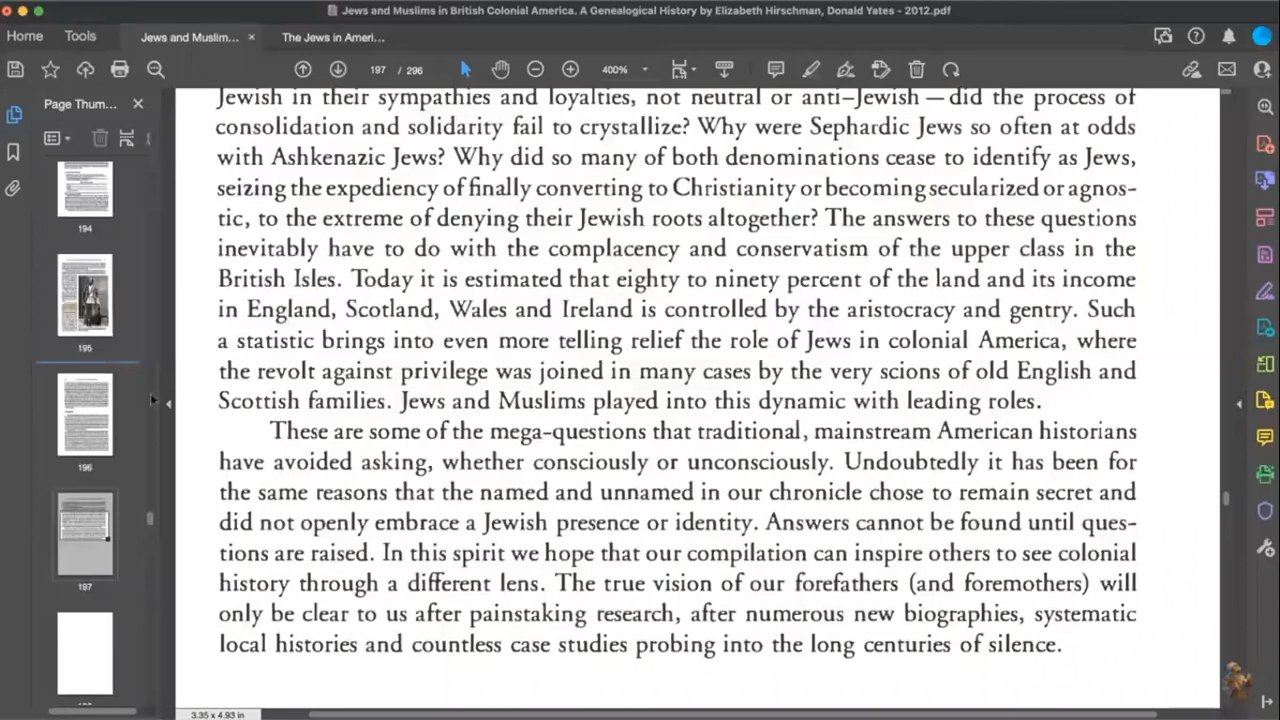 Jews and Muslims in British Colonial America. A Genealogical History by Elizabeth Hirschman, Donald Yates - 2012.pdf
Home
Tools
Jews and Muslim...
The Jews in Ameri...
197 / 296
400%
Page Thum...
194
195
196
197
Jewish in their sympathies and loyalties, not neutral or anti–Jewish — did the process of
consolidation and solidarity fail to crystallize? Why were Sephardic Jews so often at odds
with Ashkenazic Jews? Why did so many of both denominations cease to identify as Jews,
seizing the expediency of finally converting to Christianity or becoming secularized or agnos-
tic, to the extreme of denying their Jewish roots altogether? The answers to these questions
inevitably have to do with the complacency and conservatism of the upper class in the
British Isles. Today it is estimated that eighty to ninety percent of the land and its income
in England, Scotland, Wales and Ireland is controlled by the aristocracy and gentry. Such
a statistic brings into even more telling relief the role of Jews in colonial America, where
the revolt against privilege was joined in many cases by the very scions of old English and
Scottish families. Jews and Muslims played into this dynamic with leading roles.
These are some of the mega-questions that traditional, mainstream American historians
have avoided asking, whether consciously or unconsciously. Undoubtedly it has been for
the same reasons that the named and unnamed in our chronicle chose to remain secret and
did not openly embrace a Jewish presence or identity. Answers cannot be found until ques-
tions are raised. In this spirit we hope that our compilation can inspire others to see colonial
history through a different lens. The true vision of our forefathers (and foremothers) will
only be clear to us after painstaking research, after numerous new biographies, systematic
local histories and countless case studies probing into the long centuries of silence.
3.35 x 4.93 in